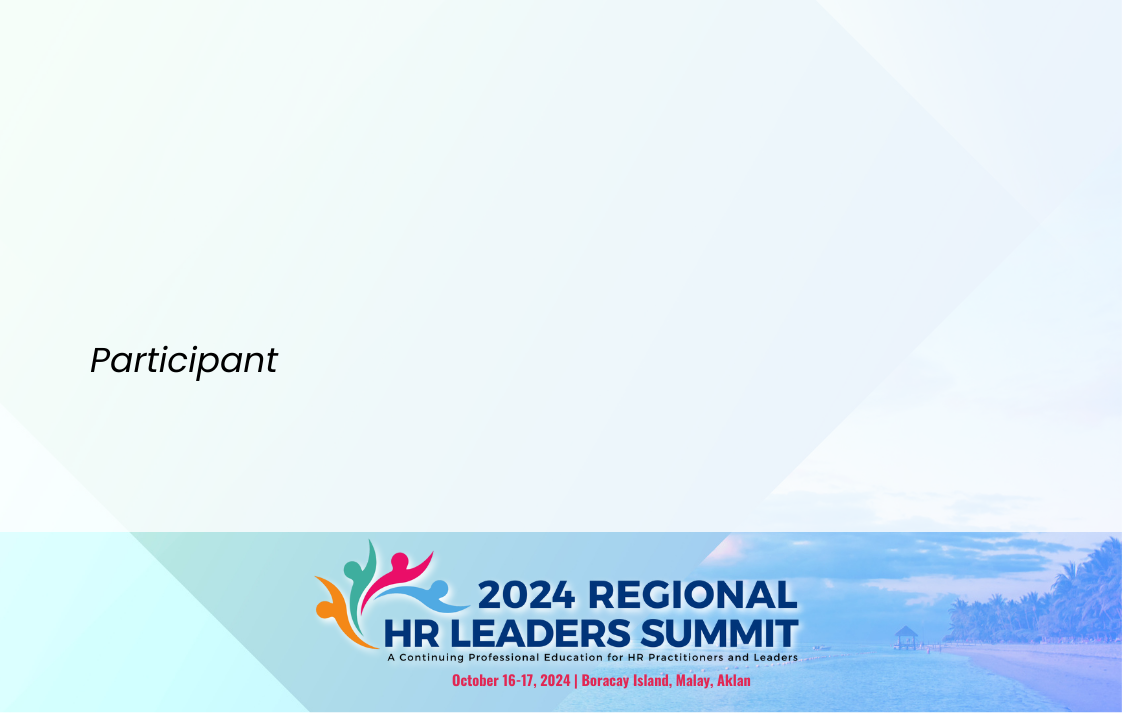 Participant
2024 REGIONAL
HR LEADERS SUMMIT
A Continuing Professional Education for HR Practitioners and Leaders
October 16-17, 2024 | Boracay Island, Malay, Aklan